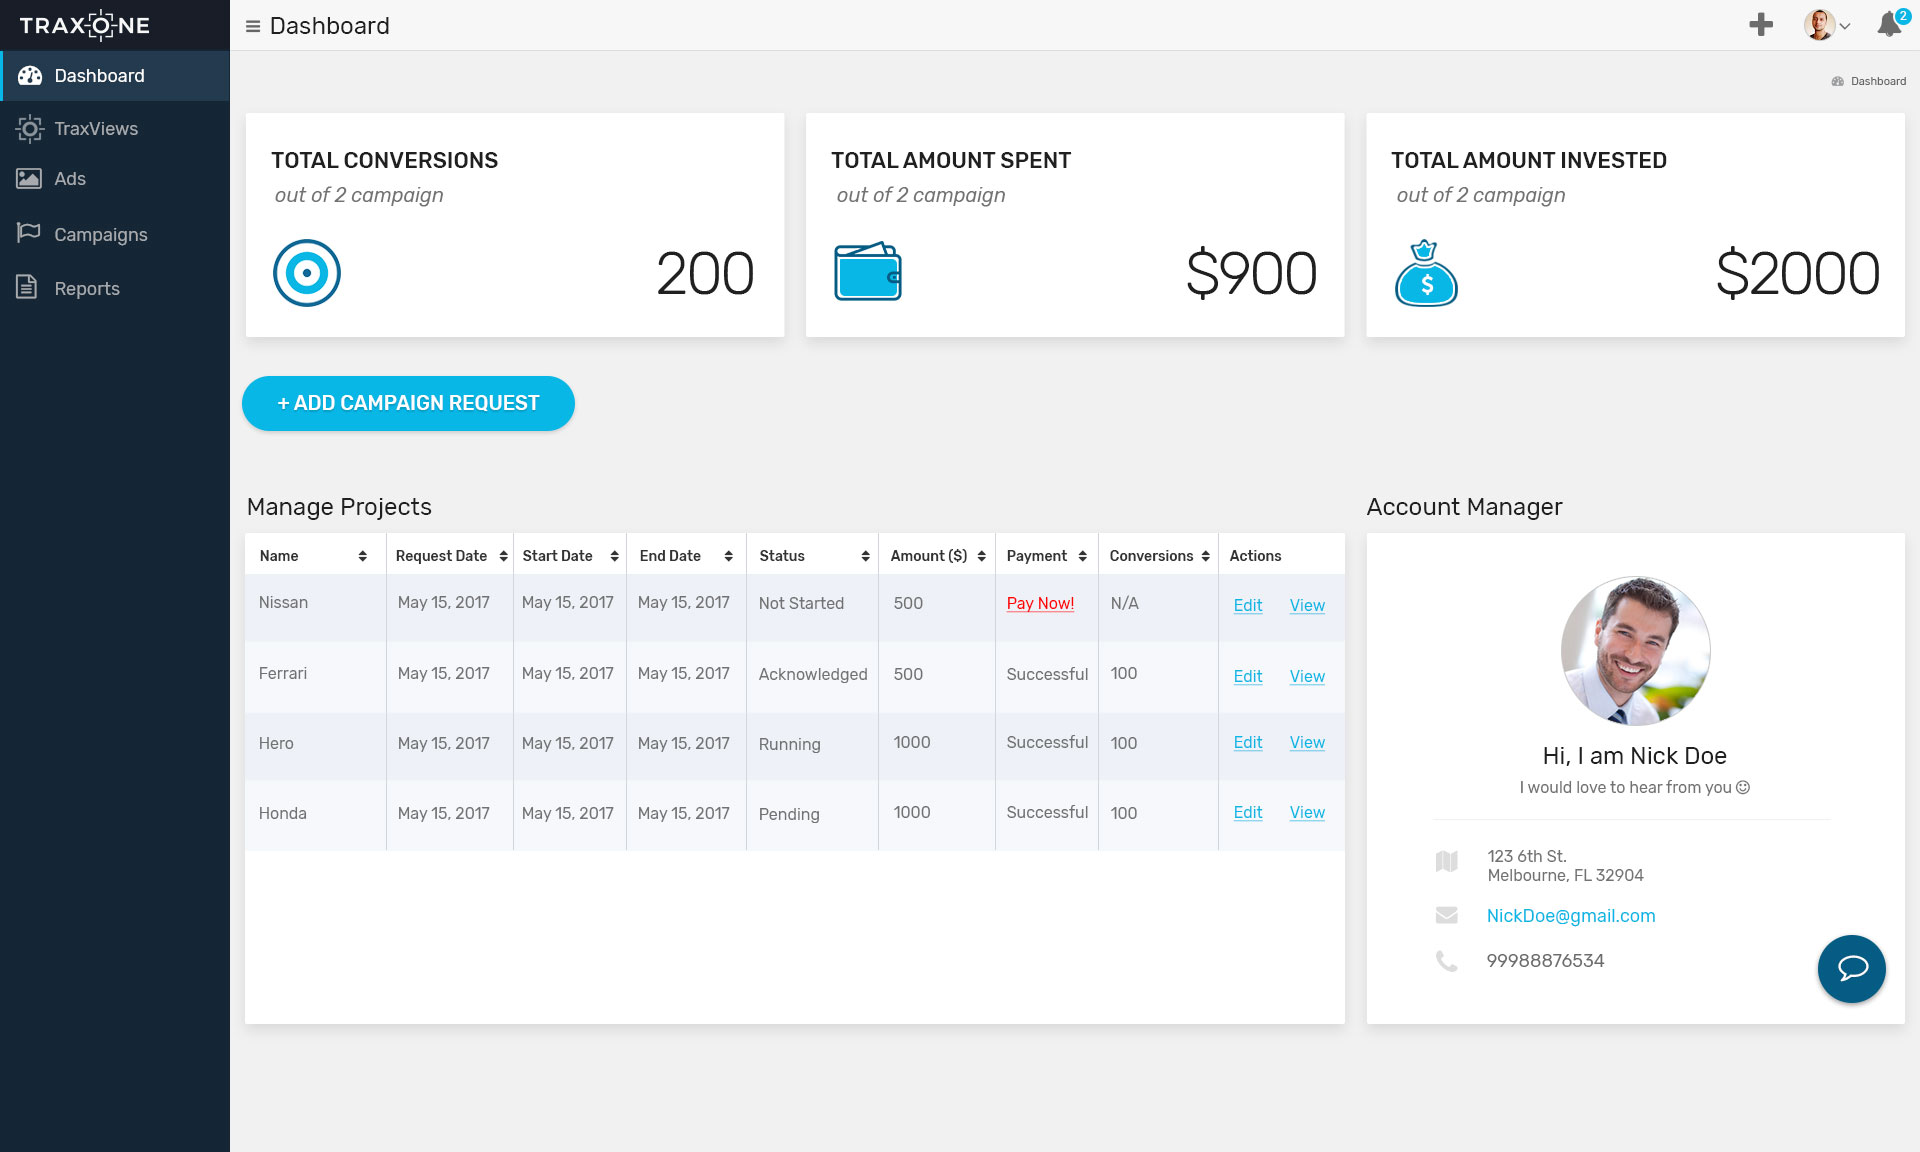 TRAXONE
Dashboard
2
Dashboard
TraxViews
Ads
Campaigns
Reports
Dashboard
TOTAL CONVERSIONS
out of 2 campaign
200
TOTAL AMOUNT SPENT
out of 2 campaign
$900
TOTAL AMOUNT INVESTED
out of 2 campaign
$
$2000
+ ADD CAMPAIGN REQUEST
Manage Projects
Name Request Date Start Date End Date Status Amount ($) Payment Conversions Actions
Nissan May 15, 2017 May 15, 2017 May 15, 2017 Not Started 500 Pay Now! N/A Edit View
Ferrari May 15, 2017 May 15, 2017 May 15, 2017 Acknowledged 500 Successful 100 Edit View
Hero May 15, 2017 May 15, 2017 May 15, 2017 Running 1000 Successful 100 Edit View
Honda May 15, 2017 May 15, 2017 May 15, 2017 Pending 1000 Successful 100 Edit View
Account Manager
Hi, I am Nick Doe
I would love to hear from you ☺
123 6th St.
Melbourne, FL 32904
NickDoe@gmail.com
99988876534